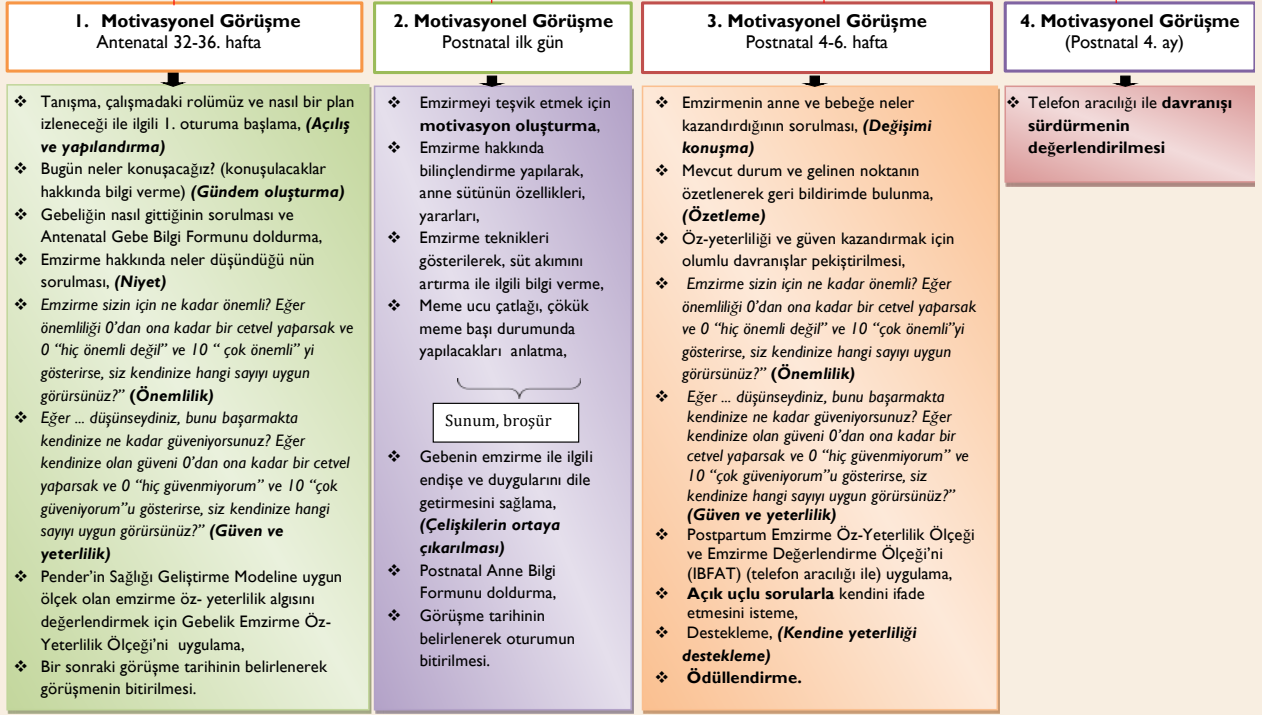 1. Motivasyonel Görüşme
Antenatal 32-36. hafta
❖ Tanışma, çalışmadaki rolümüz ve nasıl bir plan
izleneceği ile ilgili 1. oturuma başlama, (Açılış
ve yapılandırma)
❖ Bugün neler konuşacağız? (konuşulacaklar
hakkında bilgi verme) (Gündem oluşturma)
❖ Gebeliğin nasıl gittiğinin sorulması ve
Antenatal Gebe Bilgi Formunu doldurma,
❖ Emzirme hakkında neler düşündüğü nün
sorulması, (Niyet)
❖ Emzirme sizin için ne kadar önemli? Eğer
önemliliği 0’dan ona kadar bir cetvel yaparsak ve
0 “hiç önemli değil” ve 10 “ çok önemli” yi
gösterirse, siz kendinize hangi sayıyı uygun
görürsünüz?” (Önemlilik)
❖ Eğer ... düşünseydiniz, bunu başarmakta
kendinize ne kadar güveniyorsunuz? Eğer
kendinize olan güveni 0’dan ona kadar bir cetvel
yaparsak ve 0 “hiç güvenmiyorum” ve 10 “çok
güveniyorum”u gösterirse, siz kendinize hangi
sayıyı uygun görürsünüz?” (Güven ve
yeterlilik)
❖ Pender’in Sağlığı Geliştirme Modeline uygun
ölçek olan emzirme öz- yeterlilik algısını
değerlendirmek için Gebelik Emzirme Öz-
Yeterlilik Ölçeği’ni uygulama,
❖ Bir sonraki görüşme tarihinin belirlenerek
görüşmenin bitirilmesi.
2. Motivasyonel Görüşme
Postnatal ilk gün
❖ Emzirmeyi teşvik etmek için
motivasyon oluşturma,
❖ Emzirme hakkında
bilinçlendirme yapılarak,
anne sütünün özellikleri,
yararları,
❖ Emzirme teknikleri
gösterilerek, süt akımını
artırma ile ilgili bilgi verme,
❖ Meme ucu çatlağı, çökük
meme başı durumunda
yapılacakları anlatma,
Sunum, broşür
❖ Gebenin emzirme ile ilgili
endişe ve duygularını dile
getirmesini sağlama,
(Çelişkilerin ortaya
çıkarılması)
❖ Postnatal Anne Bilgi
Formunu doldurma,
❖ Görüşme tarihinin
belirlenerek oturumun
bitirilmesi.
3. Motivasyonel Görüşme
Postnatal 4-6. hafta
❖ Emzirmenin anne ve bebeğe neler
kazandırdığının sorulması, (Değişimi
konuşma)
❖ Mevcut durum ve gelinen noktanın
özetlenerek geri bildirimde bulunma,
(Özetleme)
❖ Öz-yeterliliği ve güven kazandırmak için
olumlu davranışlar pekiştirilmesi,
❖ Emzirme sizin için ne kadar önemli? Eğer
önemliliği 0’dan ona kadar bir cetvel yaparsak
ve 0 “hiç önemli değil” ve 10 “çok önemli”yi
gösterirse, siz kendinize hangi sayıyı uygun
görürsünüz?” (Önemlilik)
❖ Eğer ... düşünseydiniz, bunu başarmakta
kendinize ne kadar güveniyorsunuz? Eğer
kendinize olan güveni 0’dan ona kadar bir
cetvel yaparsak ve 0 “hiç güvenmiyorum” ve
10 “çok güveniyorum”u gösterirse, siz
kendinize hangi sayıyı uygun görürsünüz?”
(Güven ve yeterlilik)
❖ Postpartum Emzirme Öz-Yeterlilik Ölçeği
ve Emzirme Değerlendirme Ölçeği’ni
(IBFAT) (telefon aracılığı ile) uygulama,
❖ Açık uçlu sorularla kendini ifade
etmesini isteme,
❖ Destekleme, (Kendine yeterliliği
destekleme)
❖ Ödüllendirme.
4. Motivasyonel Görüşme
(Postnatal 4. ay)
❖ Telefon aracılığı ile davranışı
sürdürmenin
değerlendirilmesi